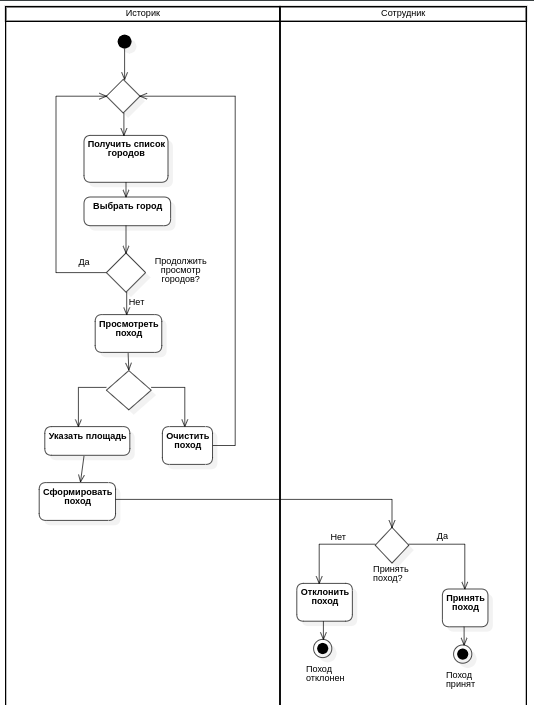 Историк
Сотрудник
Получить список
городов
Выбрать город
Да
Продолжить
просмотр
городов?
Нет
Просмотреть
поход
Указать площадь
Очистить
поход
Сформировать
поход
Нет
Да
Принять
поход?
Отклонить
поход
Принять
поход
Поход
отклонен
Поход
принят